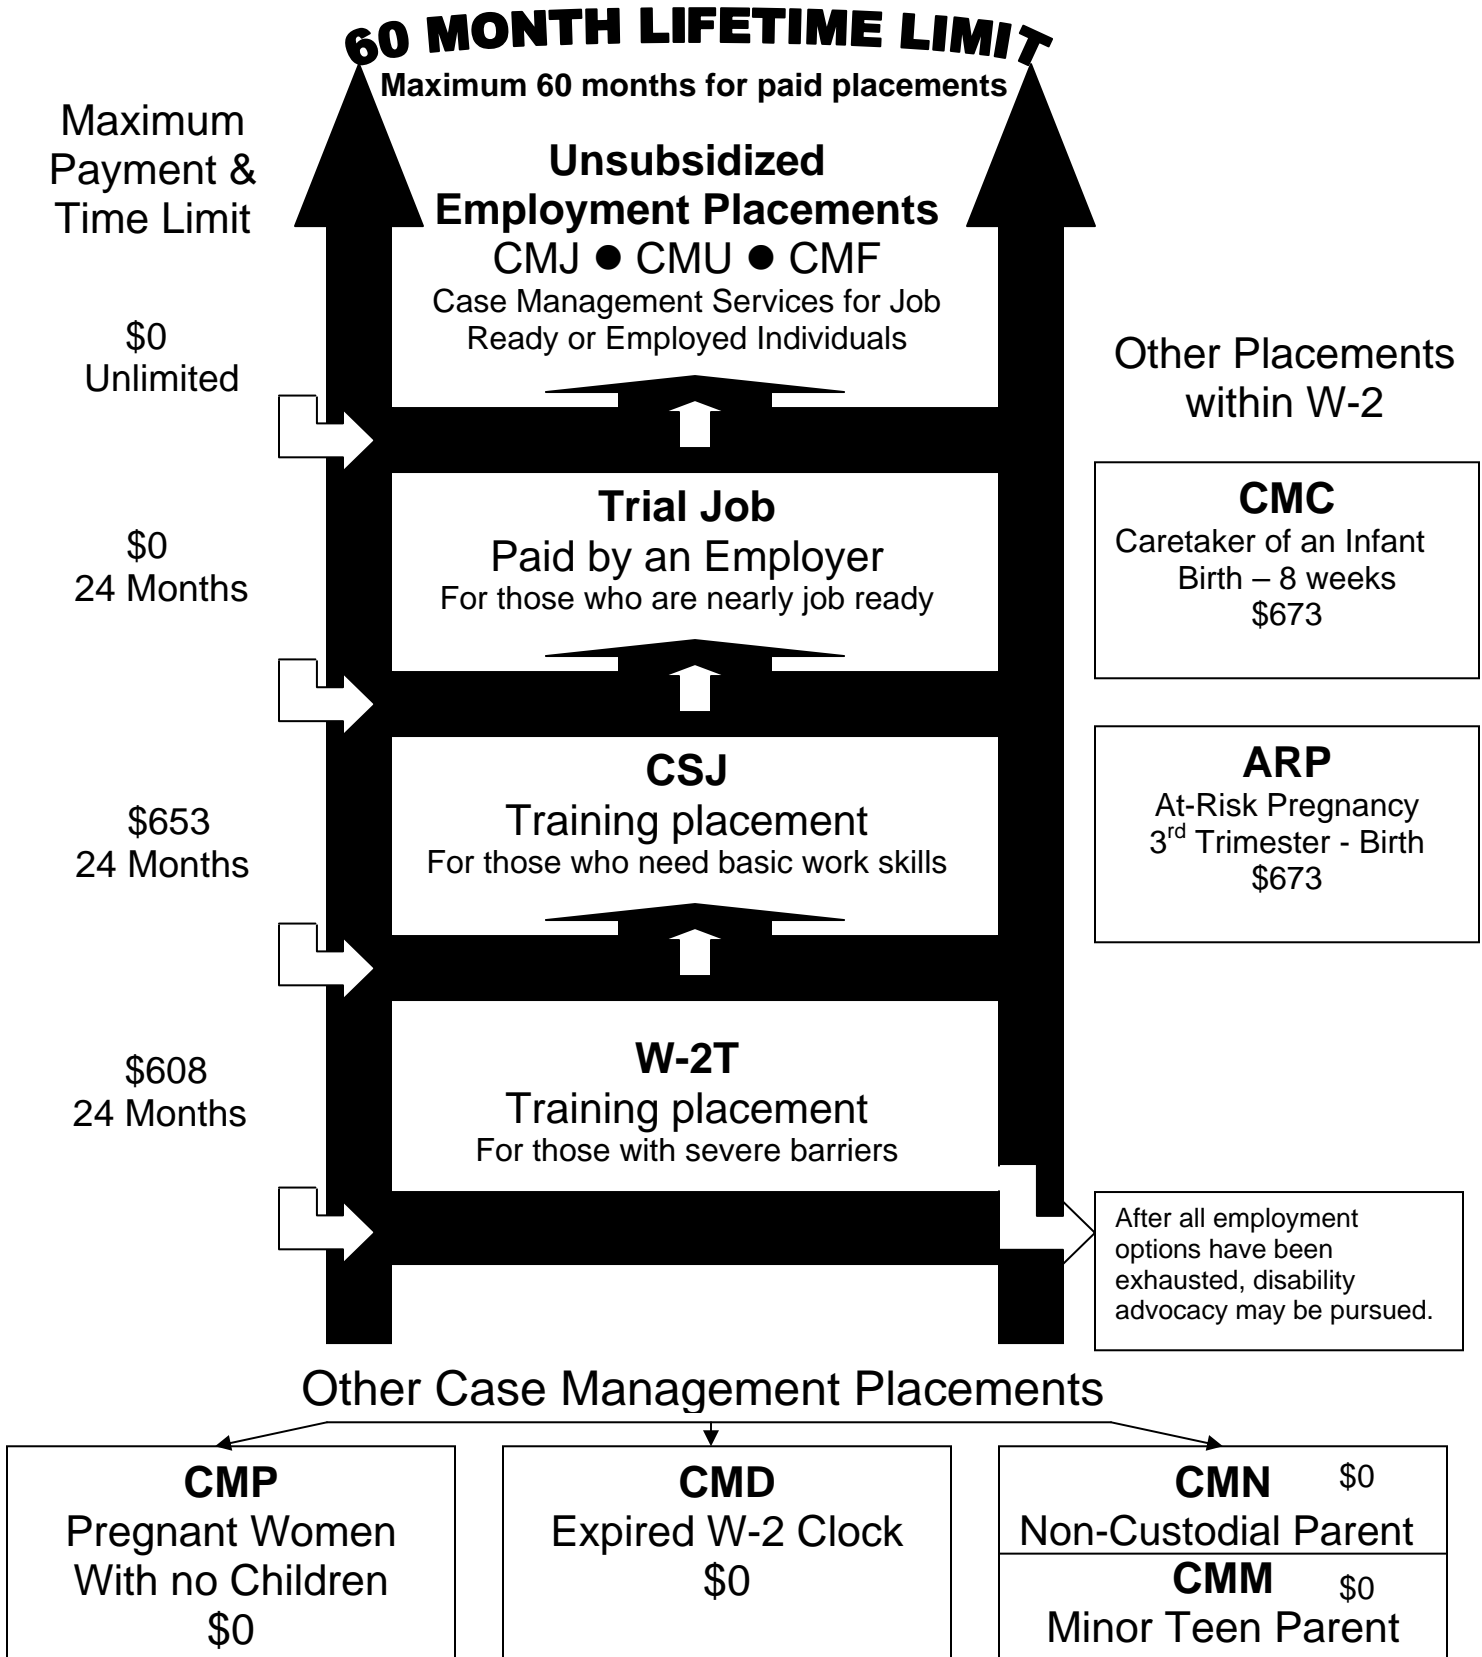 60 MONTH LIFETIME LIMIT
Maximum 60 months for paid placements
Maximum
Payment &
Time Limit
Unsubsidized
Employment Placements
CMJ ● CMU ● CMF
Case Management Services for Job
Ready or Employed Individuals
$0
Unlimited
Trial Job
Paid by an Employer
For those who are nearly job ready
$0
24 Months
CSJ
Training placement
For those who need basic work skills
$653
24 Months
W-2T
Training placement
For those with severe barriers
$608
24 Months
Other Placements
within W-2
CMC
Caretaker of an Infant
Birth – 8 weeks
$673
ARP
At-Risk Pregnancy
3rd Trimester - Birth
$673
After all employment
options have been
exhausted, disability
advocacy may be pursued.
Other Case Management Placements
CMP
Pregnant Women
With no Children
$0
CMD
Expired W-2 Clock
$0
CMN $0
Non-Custodial Parent
CMM $0
Minor Teen Parent